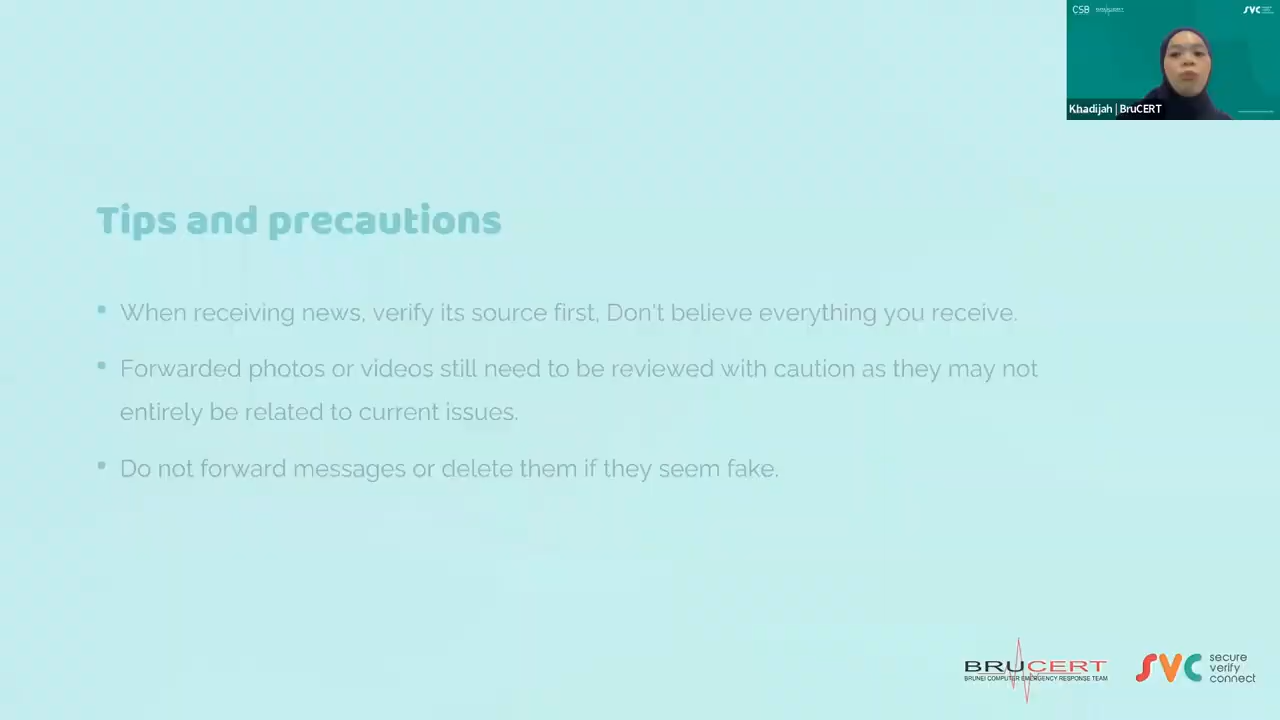 CSB
SVC
Khadijah | BruCERT
Tips and precautions
• When receiving news, verify its source first, Don't believe everything you receive.
• Forwarded photos or videos still need to be reviewed with caution as they may not
entirely be related to current issues.
• Do not forward messages or delete them if they seem fake.
BRUCERT
BRUNEI COMPUTER EMERGENCY RESPONSE TEAM
SVC
secure
verify
connect